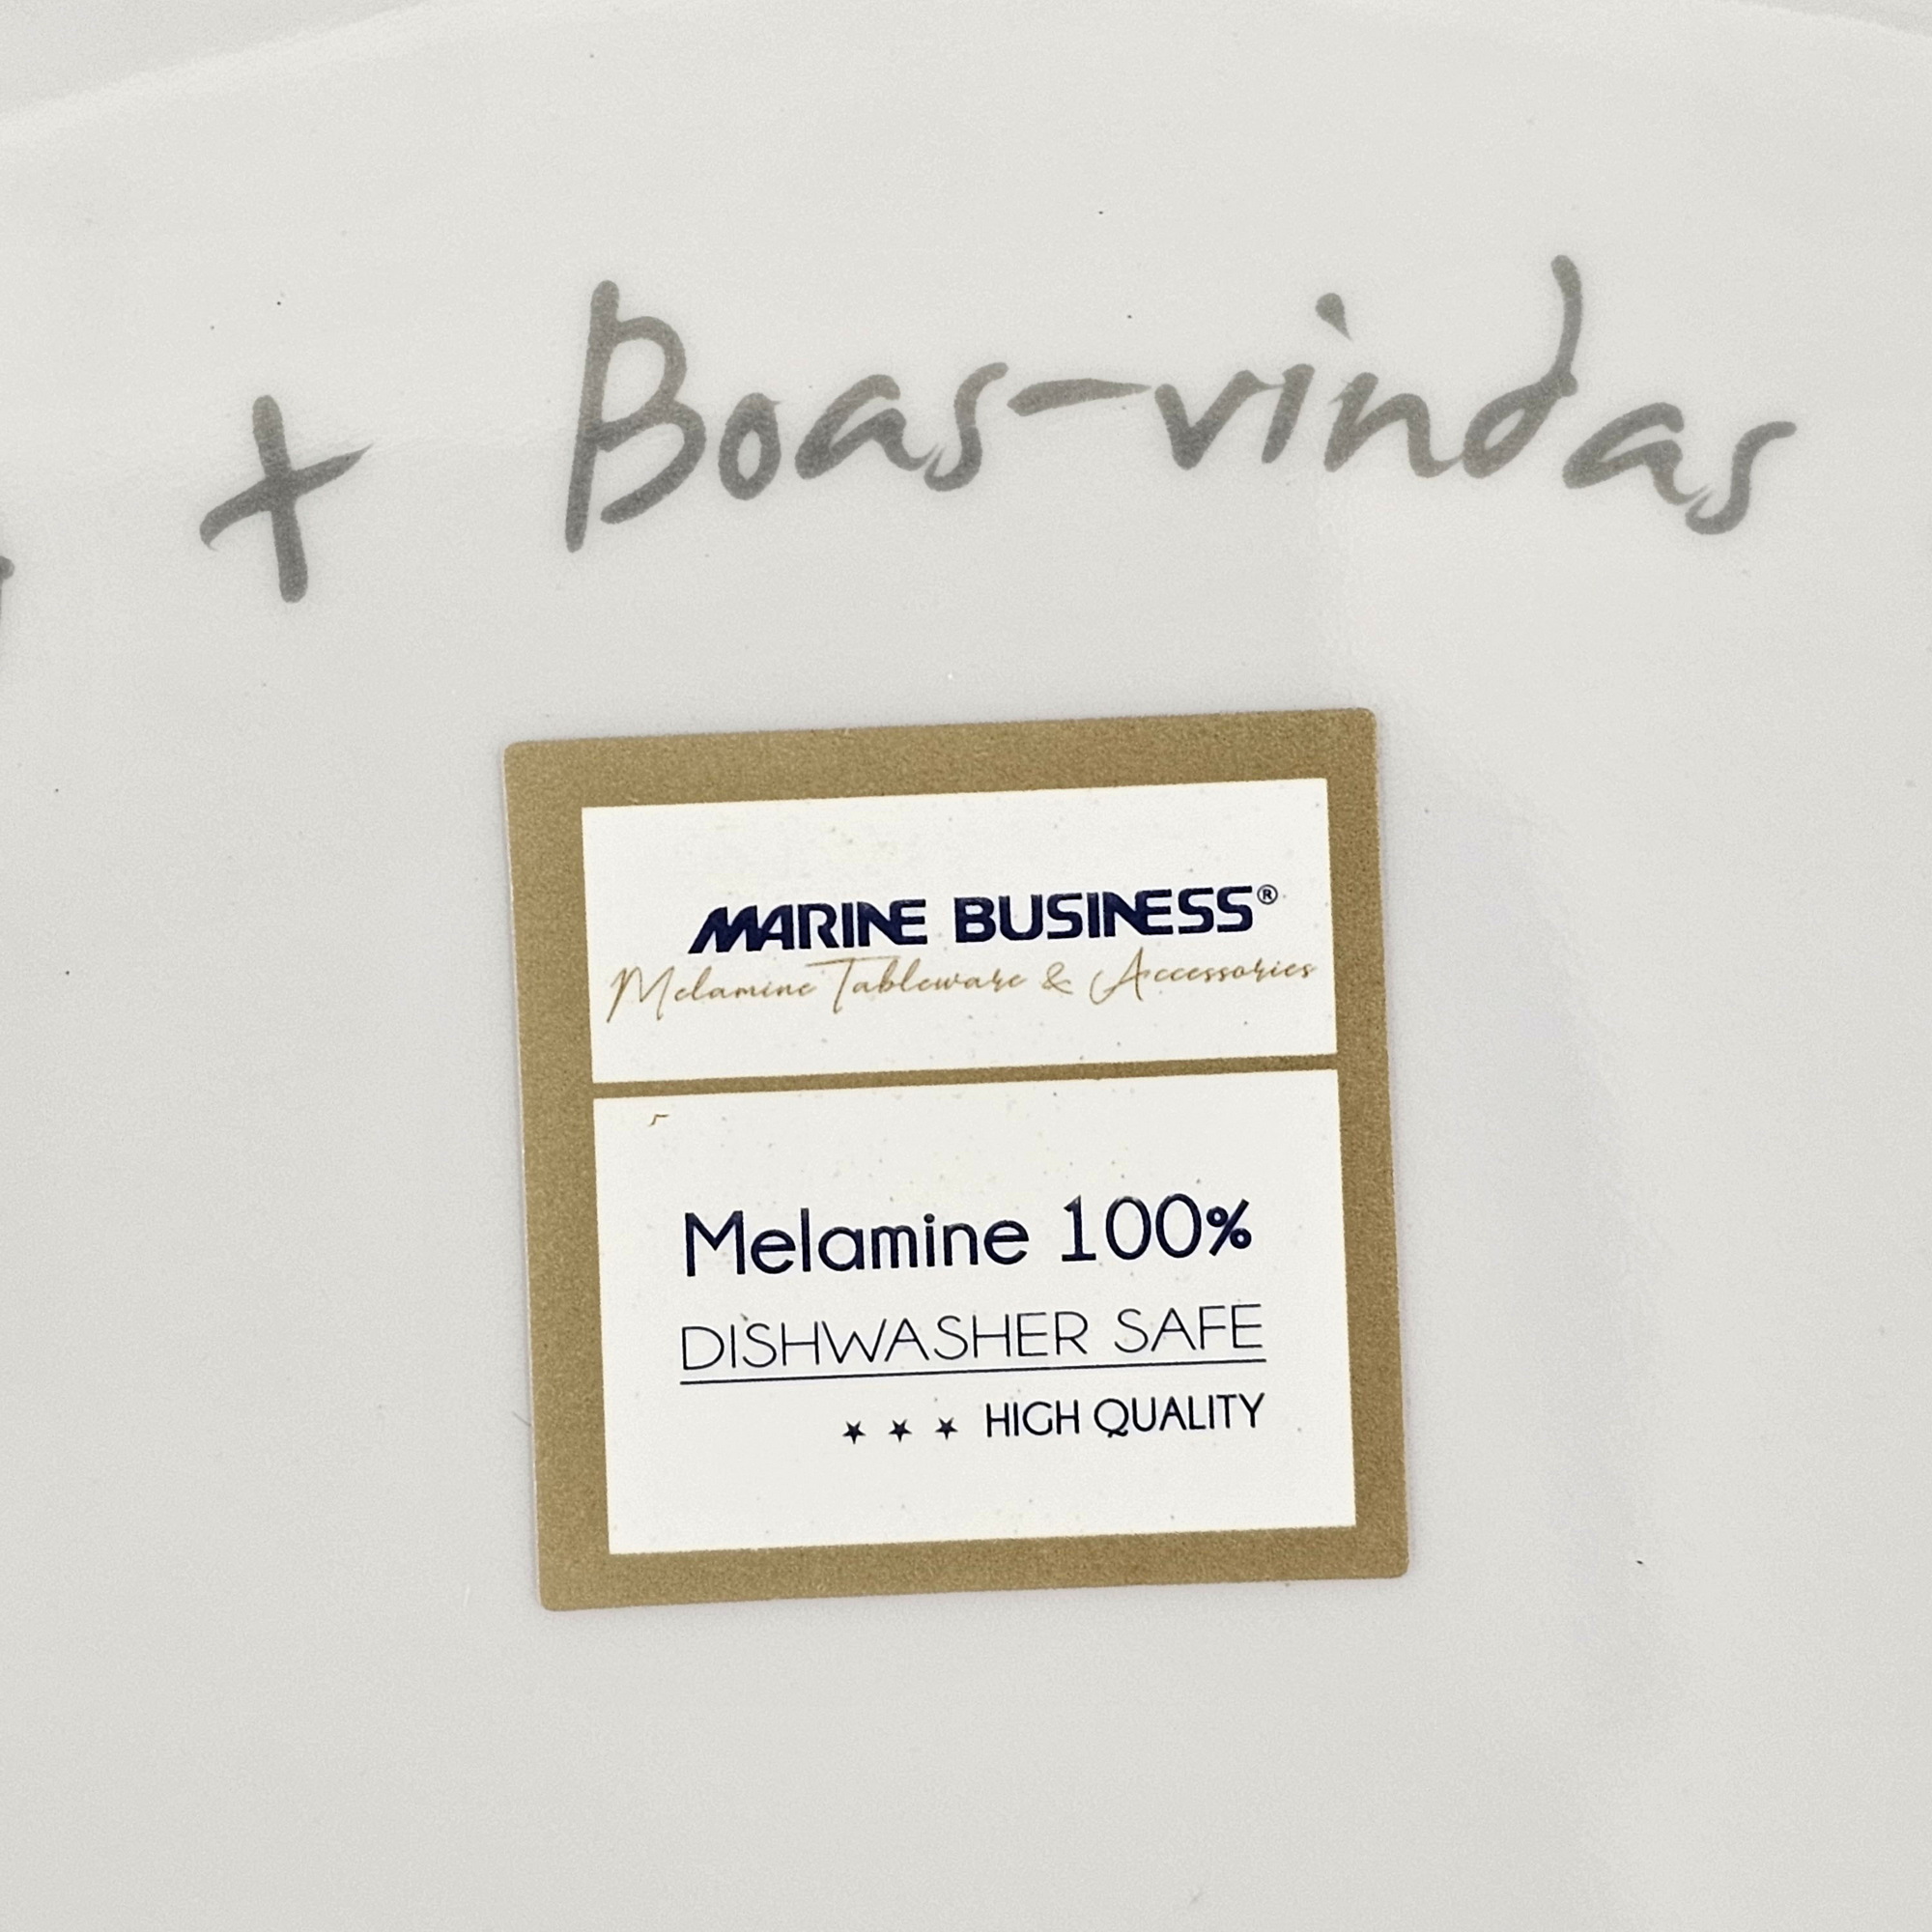 + Boas-vindas
MARINE BUSINESS®
Melamine Tableware & Accessories
Melamine 100%
DISHWASHER SAFE
★ ★ ★ HIGH QUALITY